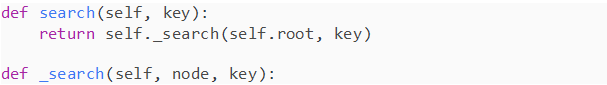 def search(self, key):
    return self._search(self.root, key)
def _search(self, node, key):